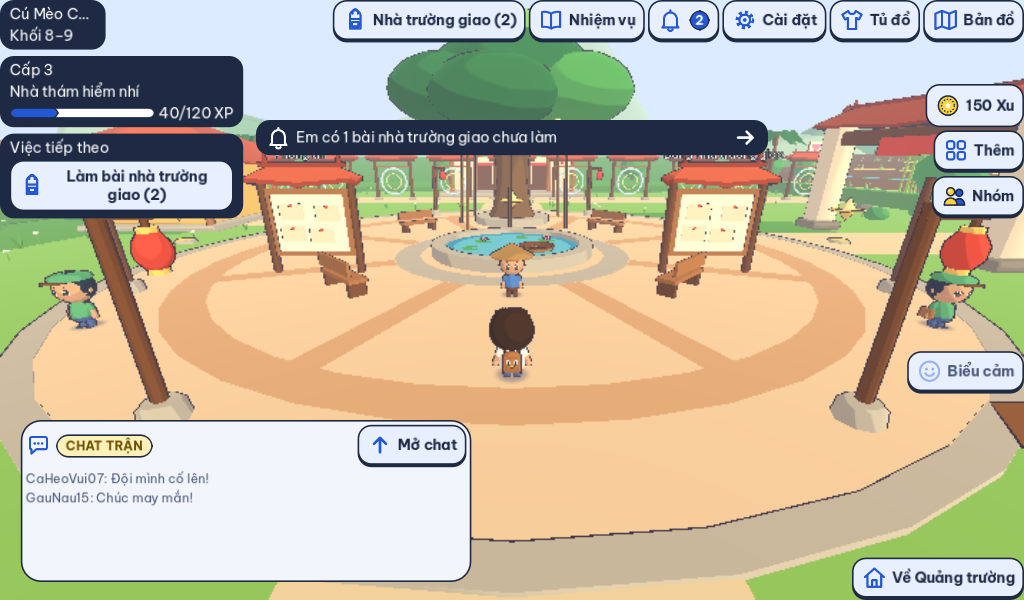 Cú Mèo C...
Khối 8–9
Nhà trường giao (2)
Nhiệm vụ
2
Cài đặt
Tủ đồ
Bản đồ
Cấp 3
Nhà thám hiểm nhí
40/120 XP
Việc tiếp theo
Làm bài nhà trường
giao (2)
Em có 1 bài nhà trường giao chưa làm
150 Xu
Thêm
Nhóm
Biểu cảm
CHAT TRẬN
Mở chat
CaHeoVui07: Đội mình cố lên!
GauNau15: Chúc may mắn!
Về Quảng trường